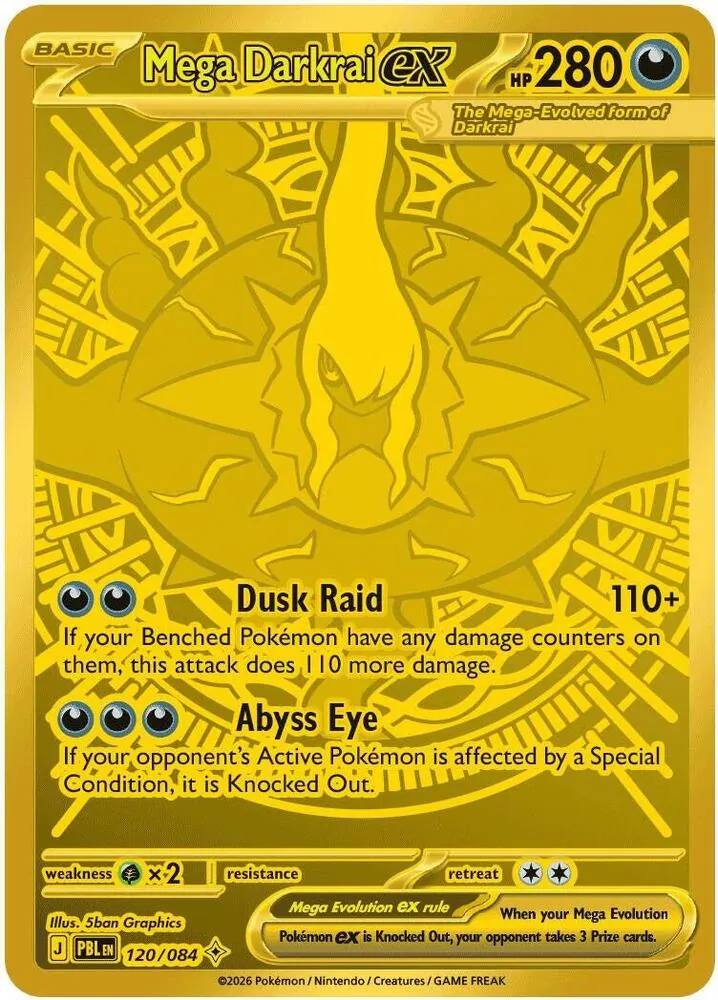 BASIC
Mega Darkrai ex HP 280
The Mega-Evolved form of
Darkrai
Dusk Raid 110+
If your Benched Pokémon have any damage counters on
them, this attack does 110 more damage.
Abyss Eye
If your opponent's Active Pokémon is affected by a Special
Condition, it is Knocked Out.
weakness ×2 resistance retreat
Illus. 5ban Graphics
Mega Evolution ex rule
When your Mega Evolution
Pokémon ex is Knocked Out, your opponent takes 3 Prize cards.
J PBL EN 120/084
©2026 Pokémon / Nintendo / Creatures / GAME FREAK